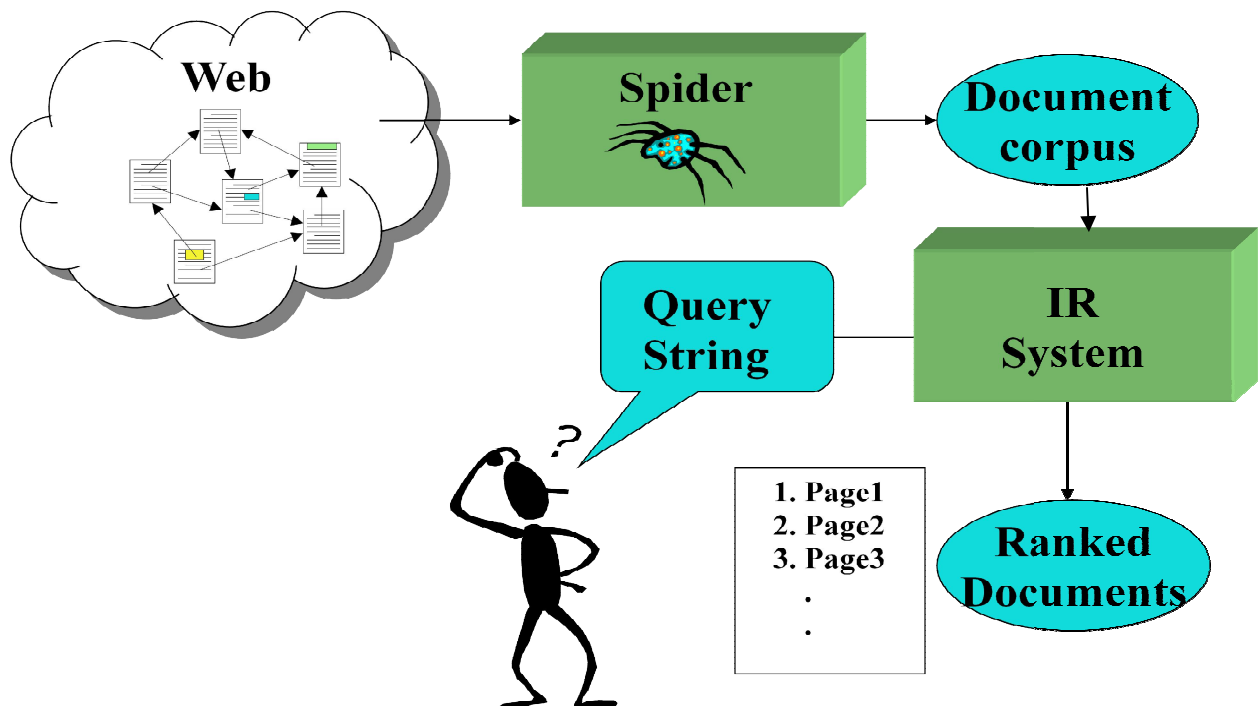 Web
Spider
Document
corpus
Query
String
IR
System
?
1. Page1
2. Page2
3. Page3
.
.
Ranked
Documents